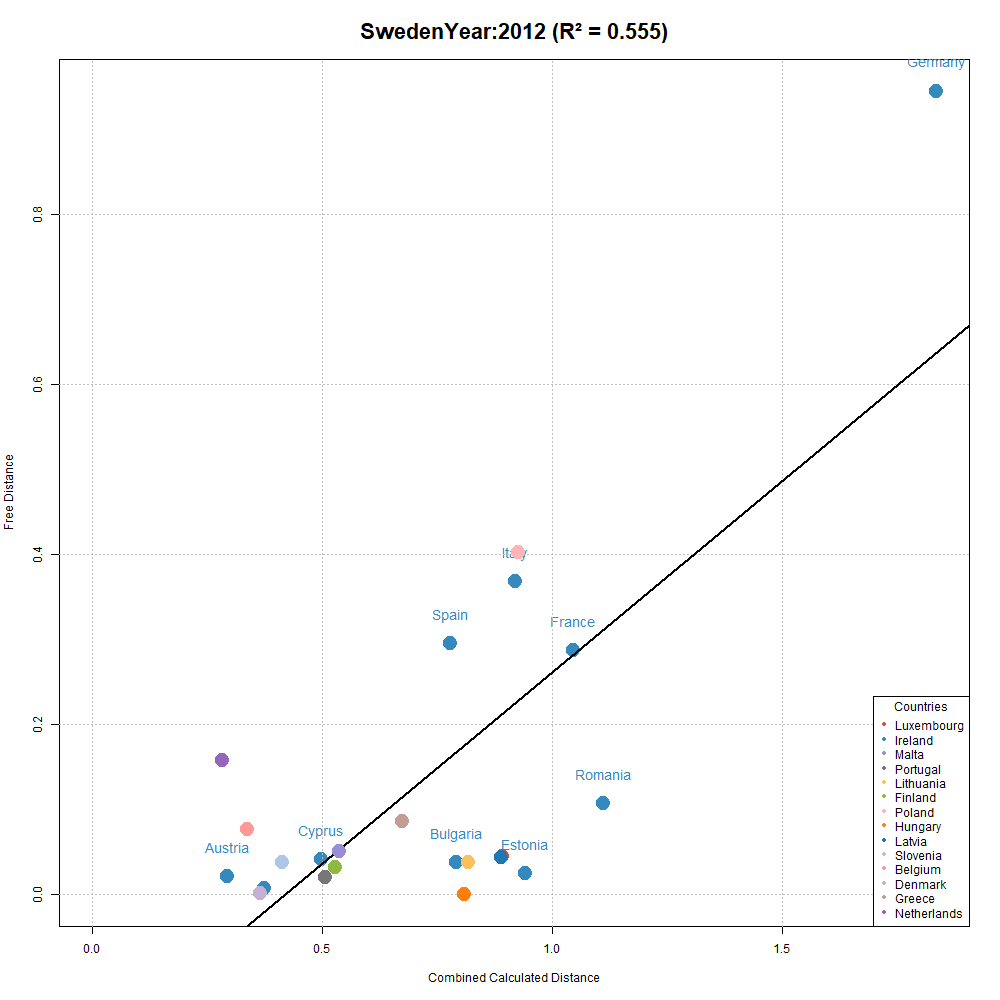 SwedenYear:2012 (R² = 0.555)
Germany
0.8
0.6
Free Distance
0.4
Italy
Spain
France
0.2
Romania
Cyprus
Bulgaria
Austria
Estonia
0.0
Countries
Luxembourg
Ireland
Malta
Portugal
Lithuania
Finland
Poland
Hungary
Latvia
Slovenia
Belgium
Denmark
Greece
Netherlands
0.0 0.5 1.0 1.5
Combined Calculated Distance